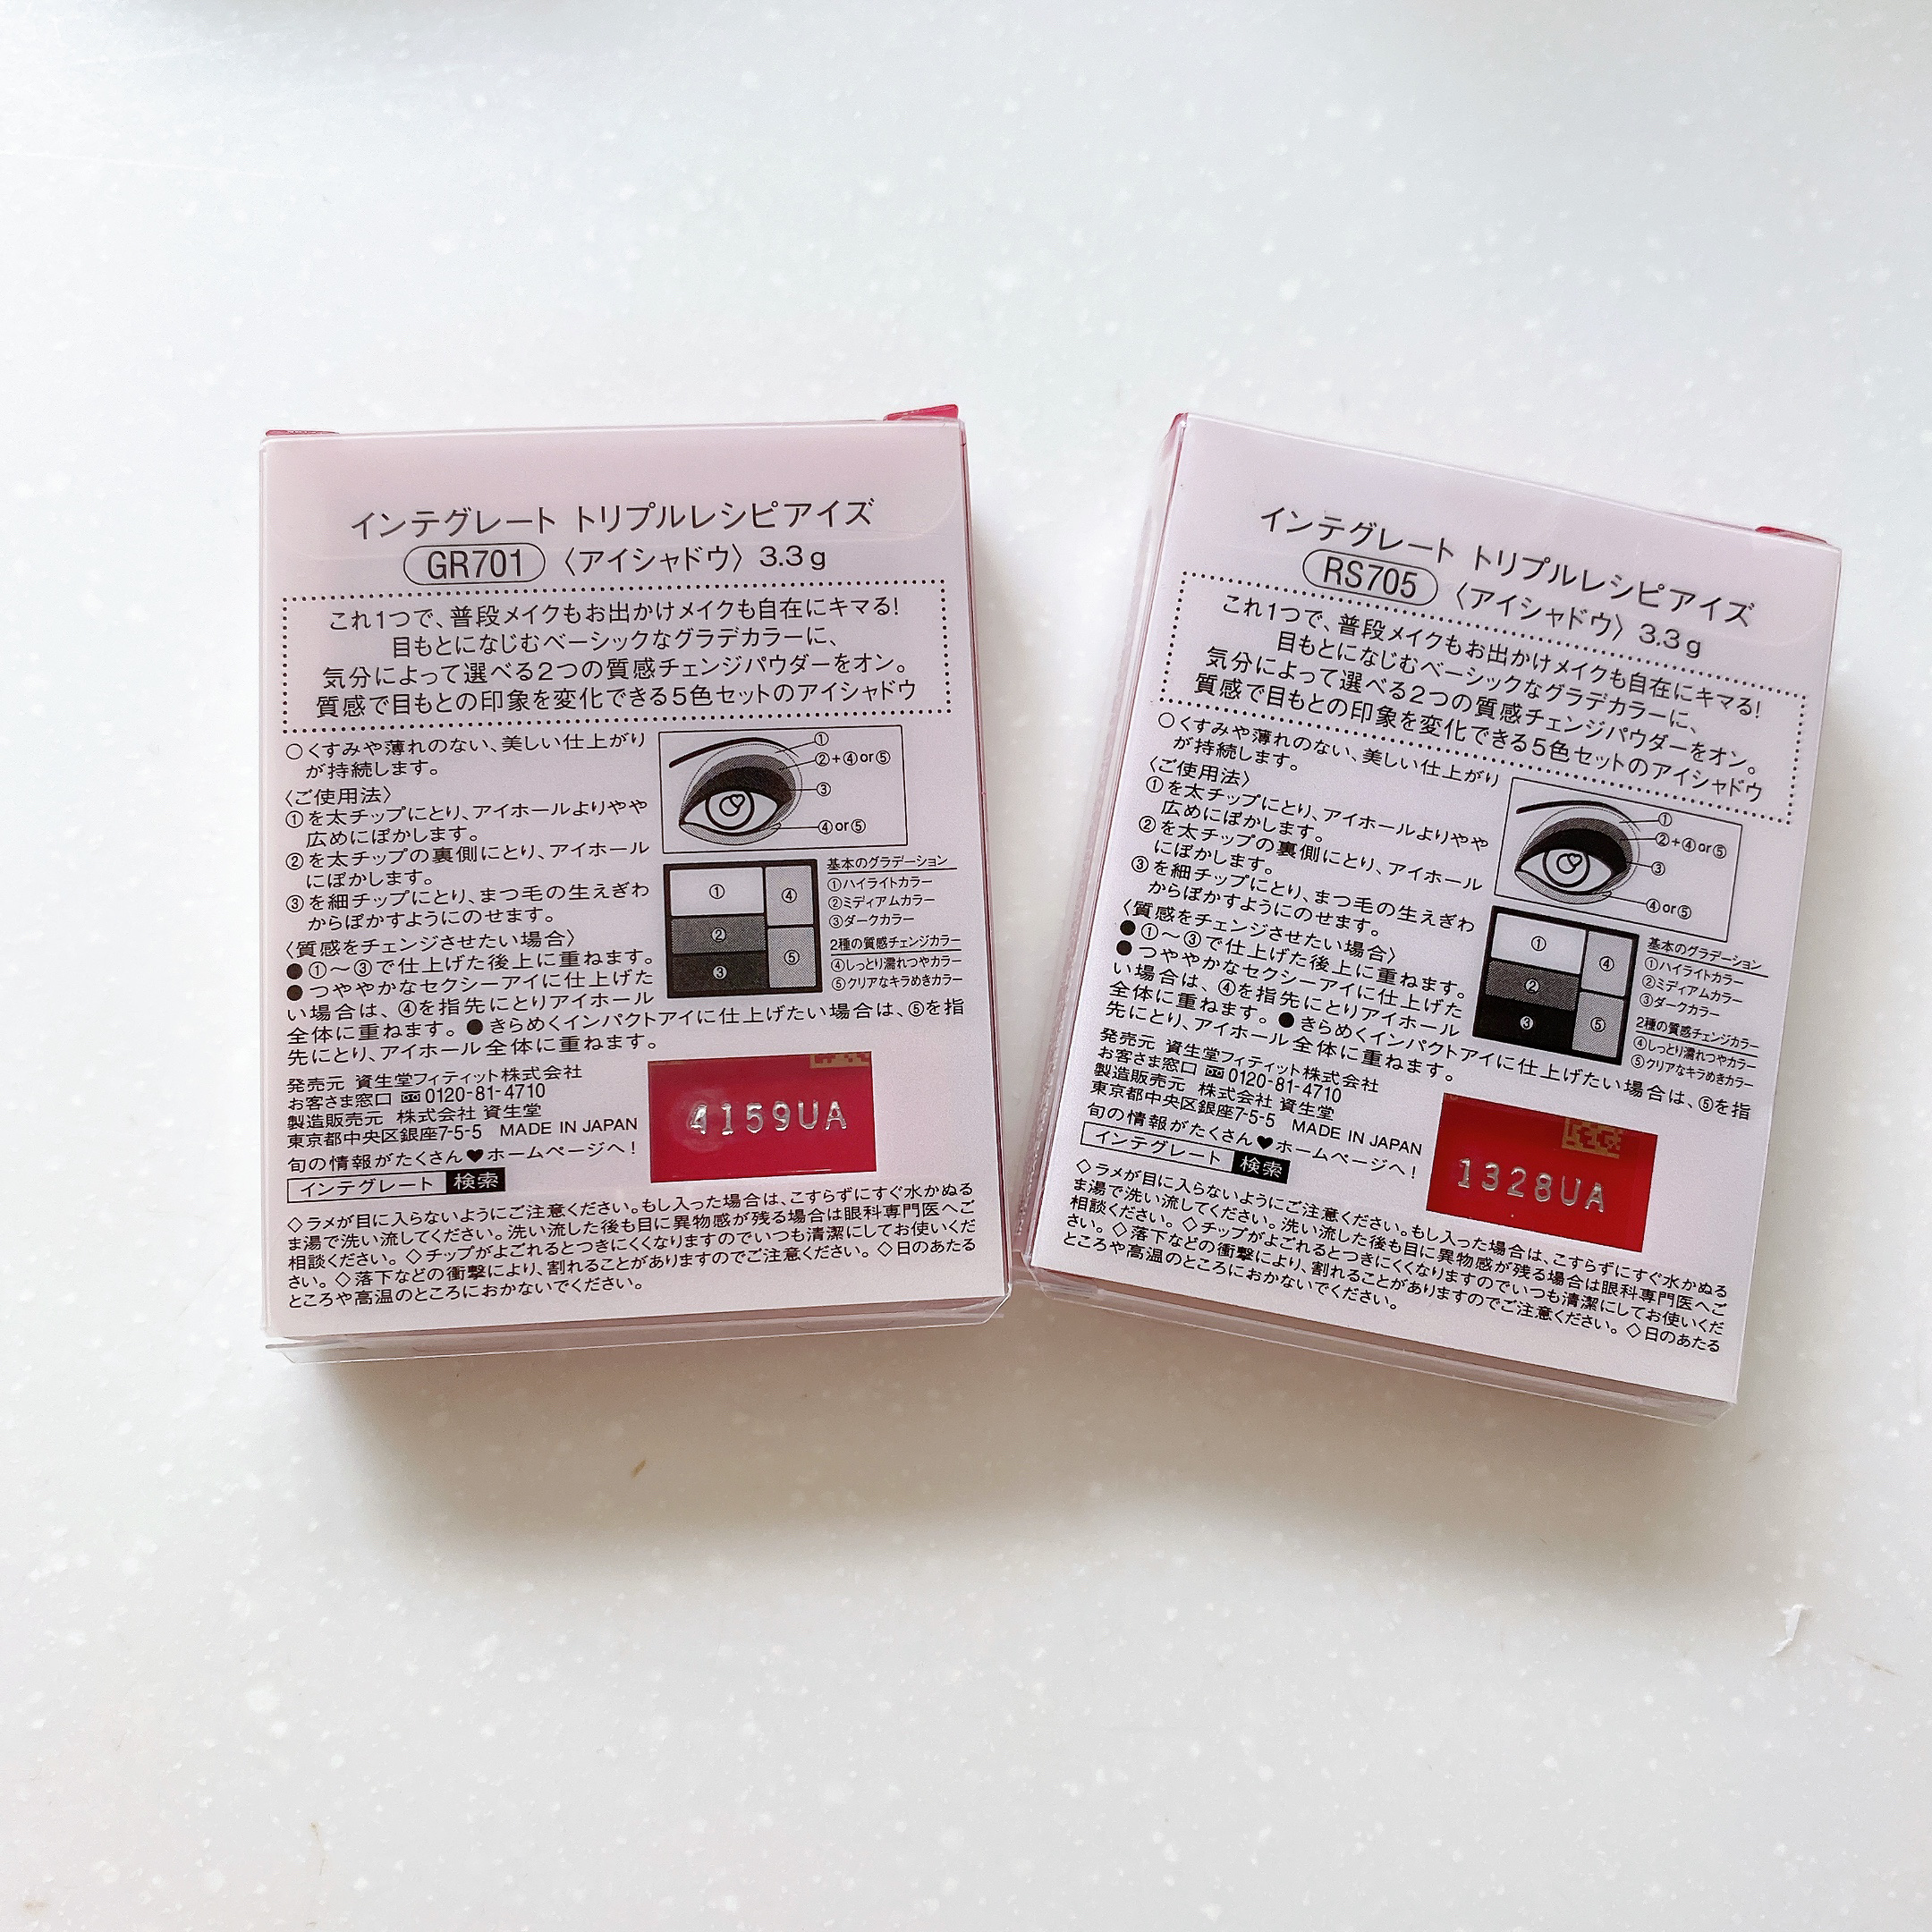 インテグレート トリプルレシピアイズ
GR701 〈アイシャドウ〉 3.3g
これ1つで、普段メイクもお出かけメイクも自在にキマる!
目もとになじむベーシックなグラデカラーに、
気分によって選べる2つの質感チェンジパウダーをオン。
質感で目もとの印象を変化できる5色セットのアイシャドウ
○くすみや薄れのない、美しい仕上がり
が持続します。
〈ご使用法〉
①を太チップにとり、アイホールよりやや
広めにぼかします。
②を太チップの裏側にとり、アイホール
にぼかします。
③を細チップにとり、まつ毛の生えぎわ
からぼかすようにのせます。
〈質感をチェンジさせたい場合〉
●①〜③で仕上げた後上に重ねます。
●つややかなセクシーアイに仕上げた
い場合は、④を指先にとりアイホール
全体に重ねます。●きらめくインパクトアイに仕上げたい場合は、⑤を指
先にとり、アイホール全体に重ねます。
①
②+④or⑤
③
④or⑤
①
④
②
⑤
③
基本のグラデーション
①ハイライトカラー
②ミディアムカラー
③ダークカラー
2種の質感チェンジカラー
④しっとり濡れつやカラー
⑤クリアなキラめきカラー
発売元 資生堂フィティット株式会社
お客さま窓口 0120-81-4710
製造販売元 株式会社 資生堂
東京都中央区銀座7-5-5 MADE IN JAPAN
旬の情報がたくさん♥ホームページへ!
インテグレート 検索
4159UA
◇ラメが目に入らないようにご注意ください。もし入った場合は、こすらずにすぐ水かぬる
ま湯で洗い流してください。洗い流した後も目に異物感が残る場合は眼科専門医へご
相談ください。◇チップがよごれるとつきにくくなりますのでいつも清潔にしてお使いくだ
さい。◇落下などの衝撃により、割れることがありますのでご注意ください。◇日のあたる
ところや高温のところにおかないでください。
インテグレート トリプルレシピアイズ
RS705 〈アイシャドウ〉 3.3g
これ1つで、普段メイクもお出かけメイクも自在にキマる!
目もとになじむベーシックなグラデカラーに、
気分によって選べる2つの質感チェンジパウダーをオン。
質感で目もとの印象を変化できる5色セットのアイシャドウ
○くすみや薄れのない、美しい仕上がり
が持続します。
〈ご使用法〉
①を太チップにとり、アイホールよりやや
広めにぼかします。
②を太チップの裏側にとり、アイホール
にぼかします。
③を細チップにとり、まつ毛の生えぎわ
からぼかすようにのせます。
〈質感をチェンジさせたい場合〉
●①〜③で仕上げた後上に重ねます。
●つややかなセクシーアイに仕上げた
い場合は、④を指先にとりアイホール
全体に重ねます。●きらめくインパクトアイに仕上げたい場合は、⑤を指
先にとり、アイホール全体に重ねます。
①
②+④or⑤
③
④or⑤
①
④
②
⑤
③
基本のグラデーション
①ハイライトカラー
②ミディアムカラー
③ダークカラー
2種の質感チェンジカラー
④しっとり濡れつやカラー
⑤クリアなキラめきカラー
発売元 資生堂フィティット株式会社
お客さま窓口 0120-81-4710
製造販売元 株式会社 資生堂
東京都中央区銀座7-5-5 MADE IN JAPAN
旬の情報がたくさん♥ホームページへ!
インテグレート 検索
1328UA
◇ラメが目に入らないようにご注意ください。もし入った場合は、こすらずにすぐ水かぬる
ま湯で洗い流してください。洗い流した後も目に異物感が残る場合は眼科専門医へご
相談ください。◇チップがよごれるとつきにくくなりますのでいつも清潔にしてお使いくだ
さい。◇落下などの衝撃により、割れることがありますのでご注意ください。◇日のあたる
ところや高温のところにおかないでください。